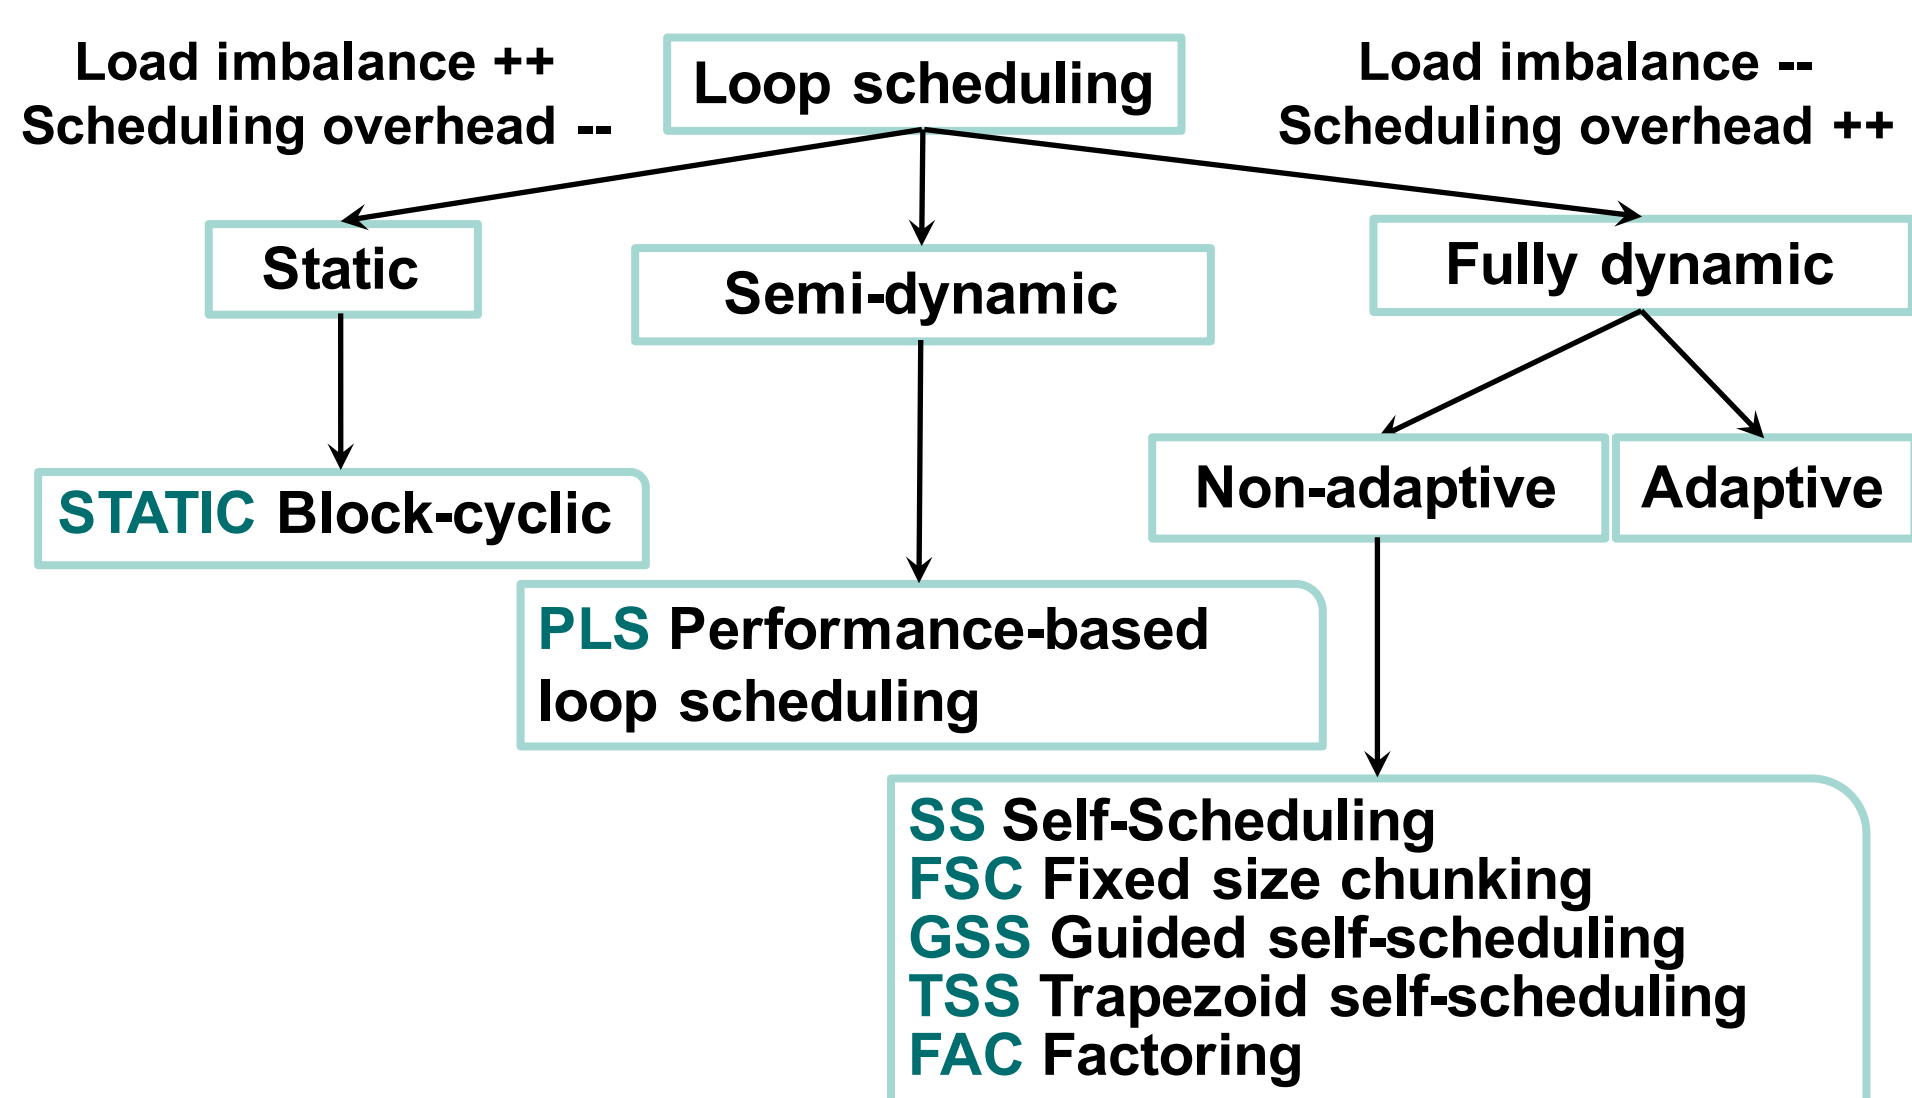 Load imbalance ++
Scheduling overhead --
Loop scheduling
Load imbalance --
Scheduling overhead ++
Static
Semi-dynamic
Fully dynamic
STATIC Block-cyclic
Non-adaptive
Adaptive
PLS Performance-based
loop scheduling
SS Self-Scheduling
FSC Fixed size chunking
GSS Guided self-scheduling
TSS Trapezoid self-scheduling
FAC Factoring